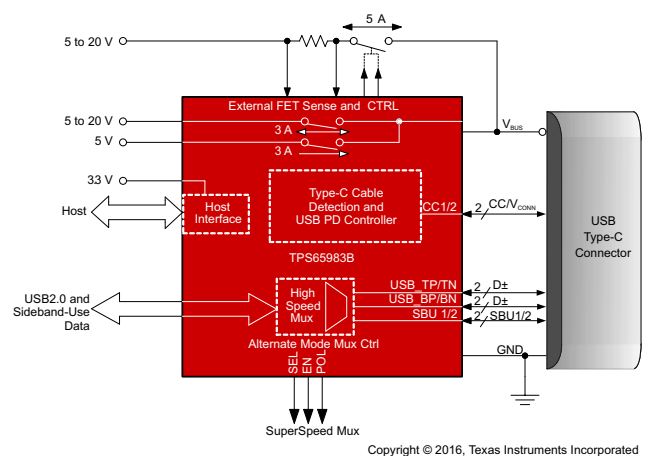 5 A
5 to 20 V
External FET Sense and CTRL
5 to 20 V
3 A
5 V
3 A
VBUS
33 V
Host
Host
Interface
Type-C Cable
Detection and
USB PD Controller
CC1/2
2
CC/VCONN
USB
Type-C
Connector
TPS65983B
USB2.0 and
Sideband-Use
Data
High
Speed
Mux
USB_TP/TN
2
D±
USB_BP/BN
2
D±
SBU 1/2
2
SBU1/2
Alternate Mode Mux Ctrl
GND
SEL
EN
POL
SuperSpeed Mux
Copyright © 2016, Texas Instruments Incorporated